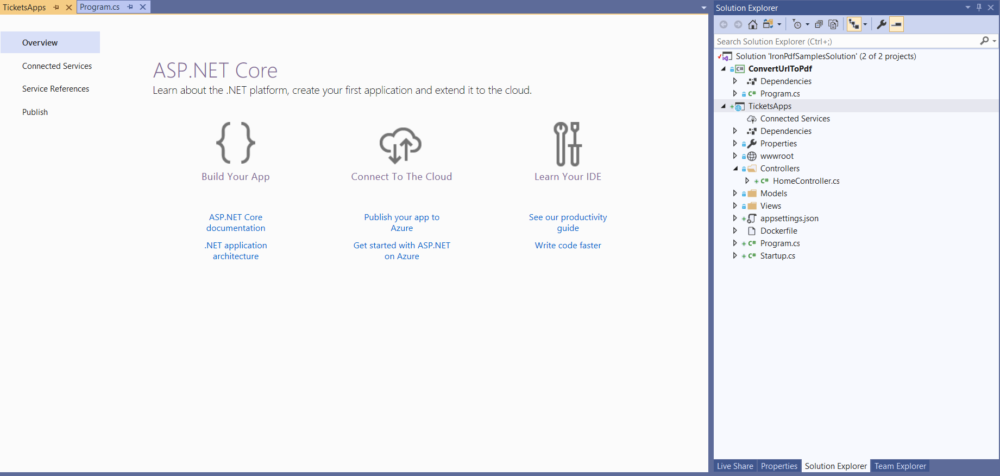 TicketsApps
Program.cs
Overview
Connected Services
Service References
Publish
ASP.NET Core
Learn about the .NET platform, create your first application and extend it to the cloud.
Build Your App
Connect To The Cloud
Learn Your IDE
ASP.NET Core
documentation
.NET application
architecture
Publish your app to
Azure
Get started with ASP.NET
on Azure
See our productivity
guide
Write code faster
Solution Explorer
Search Solution Explorer (Ctrl+;)
Solution 'IronPdfSamplesSolution' (2 of 2 projects)
C# ConvertUrlToPdf
Dependencies
C# Program.cs
TicketsApps
Connected Services
Dependencies
Properties
wwwroot
Controllers
C# HomeController.cs
Models
Views
appsettings.json
Dockerfile
C# Program.cs
C# Startup.cs
Live Share
Properties
Solution Explorer
Team Explorer